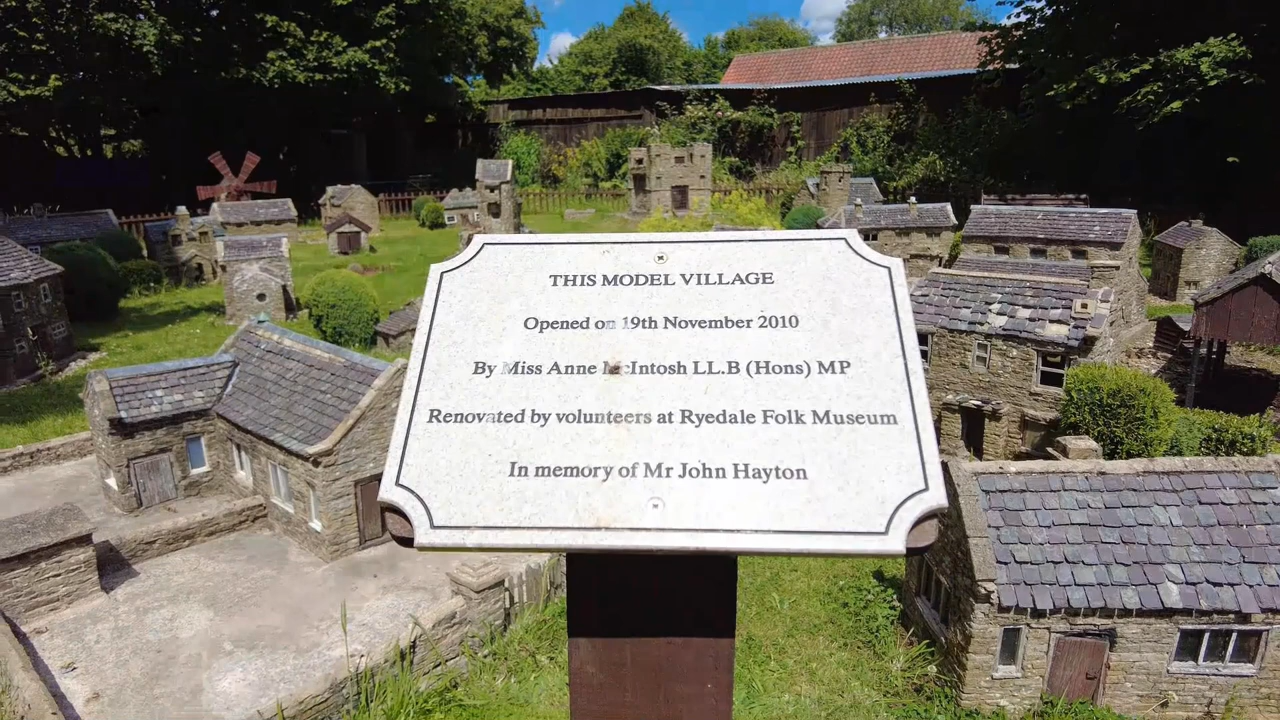 THIS MODEL VILLAGE
Opened on 19th November 2010
By Miss Anne McIntosh LL.B (Hons) MP
Renovated by volunteers at Ryedale Folk Museum
In memory of Mr John Hayton